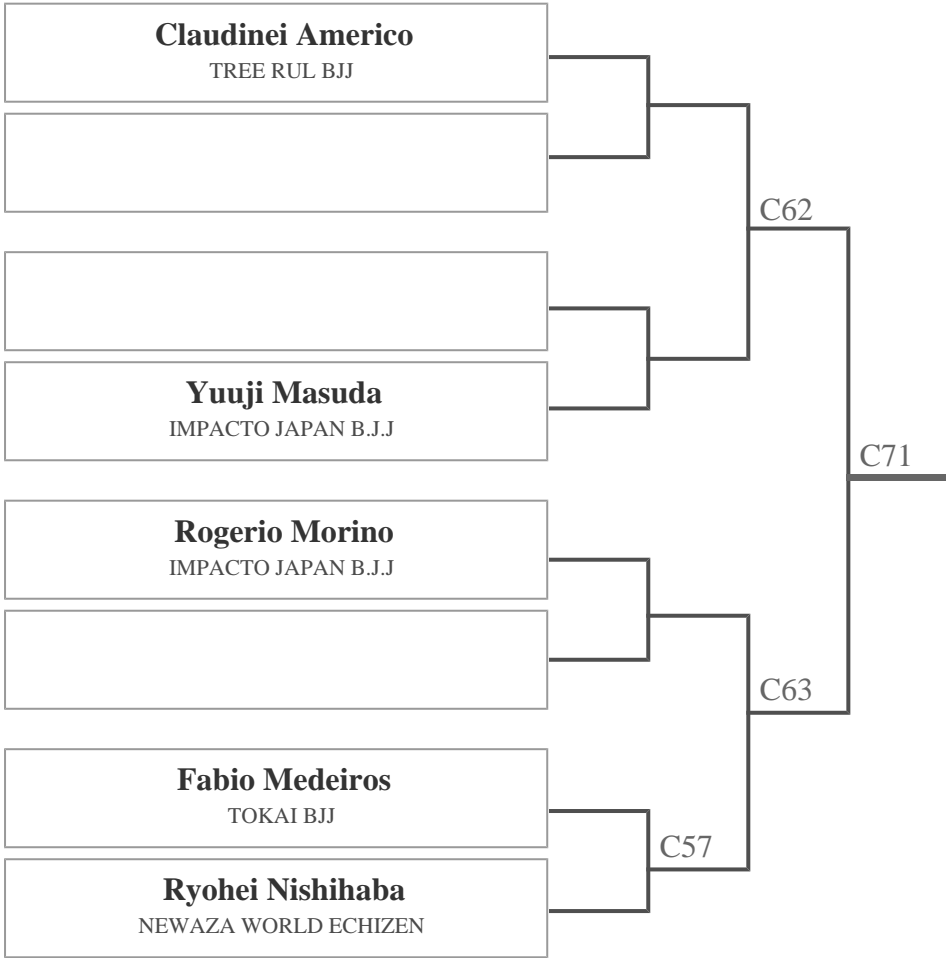 Claudinei Americo
TREE RUL BJJ
C62
Yuuji Masuda
IMPACTO JAPAN B.J.J
C71
Rogerio Morino
IMPACTO JAPAN B.J.J
C63
Fabio Medeiros
TOKAI BJJ
C57
Ryohei Nishihaba
NEWAZA WORLD ECHIZEN